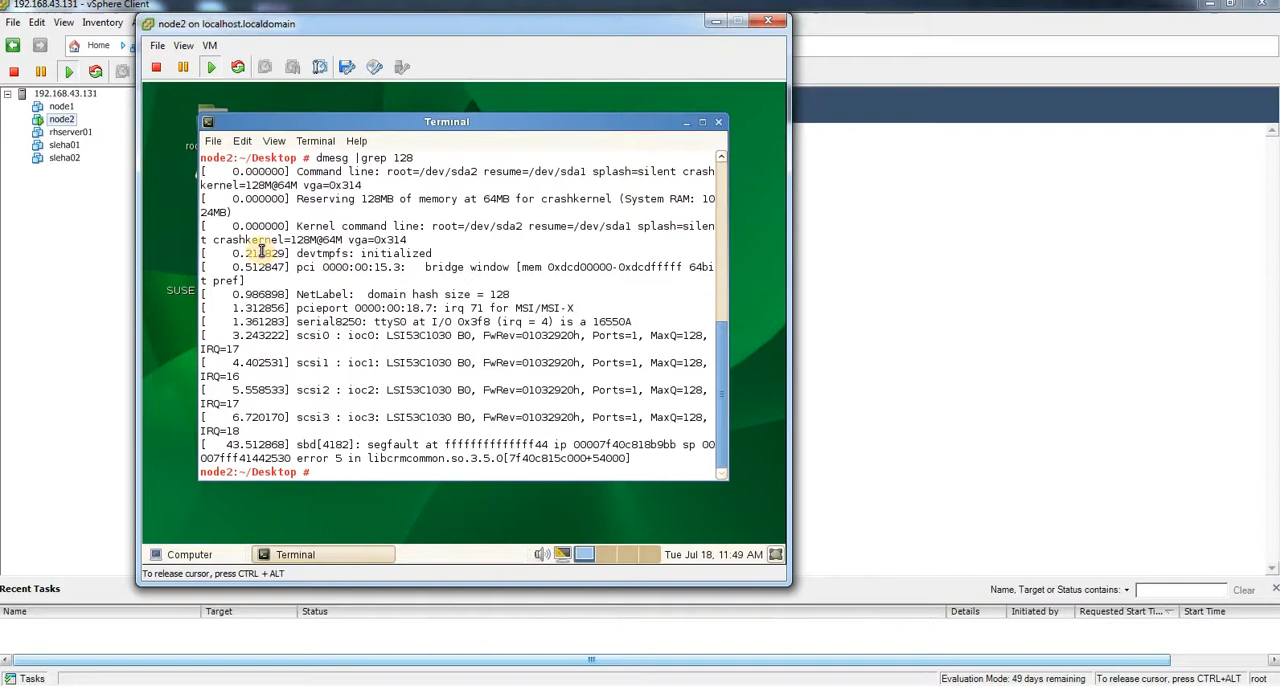 192.168.43.131 - vSphere Client
File Edit View Inventory
Home
192.168.43.131
node1
node2
rhserver01
sleha01
sleha02
node2 on localhost.localdomain
File View VM
Terminal
File Edit View Terminal Help
node2:~/Desktop # dmesg |grep 128
[    0.000000] Command line: root=/dev/sda2 resume=/dev/sda1 splash=silent crash
kernel=128M@64M vga=0x314
[    0.000000] Reserving 128MB of memory at 64MB for crashkernel (System RAM: 10
24MB)
[    0.000000] Kernel command line: root=/dev/sda2 resume=/dev/sda1 splash=silen
t crashkernel=128M@64M vga=0x314
devtmpfs: initialized
[    0.512847] pci 0000:00:15.3:   bridge window [mem 0xdcd00000-0xdcdfffff 64bi
t pref]
[    0.986898] NetLabel:  domain hash size = 128
[    1.312856] pcieport 0000:00:18.7: irq 71 for MSI/MSI-X
[    1.361283] serial8250: ttyS0 at I/O 0x3f8 (irq = 4) is a 16550A
[    3.243222] scsi0 : ioc0: LSI53C1030 B0, FwRev=01032920h, Ports=1, MaxQ=128,
IRQ=17
[    4.402531] scsi1 : ioc1: LSI53C1030 B0, FwRev=01032920h, Ports=1, MaxQ=128,
IRQ=16
[    5.558533] scsi2 : ioc2: LSI53C1030 B0, FwRev=01032920h, Ports=1, MaxQ=128,
IRQ=17
[    6.720170] scsi3 : ioc3: LSI53C1030 B0, FwRev=01032920h, Ports=1, MaxQ=128,
IRQ=18
[   43.512868] sbd[4182]: segfault at ffffffffffffff44 ip 00007f40c818b9bb sp 00
007fff41442530 error 5 in libcrmcommon.so.3.5.0[7f40c815c000+54000]
node2:~/Desktop #
SUSE
Computer
Terminal
Tue Jul 18, 11:49 AM
To release cursor, press CTRL + ALT
Recent Tasks
Name, Target or Status contains:
Clear
Name Target Status Details Initiated by Requested Start Ti... Start Time
Tasks
Evaluation Mode: 49 days remaining
To release cursor, press CTRL+ALT
root